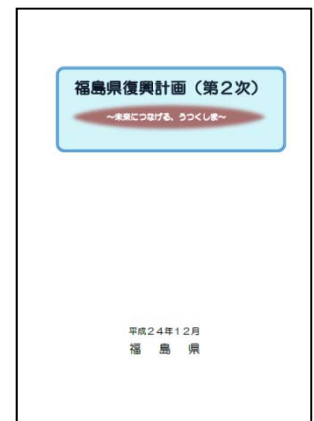 福島県復興計画（第２次）
～未来につなげる、うつくしま～
平成２４年１２月
福　島　県